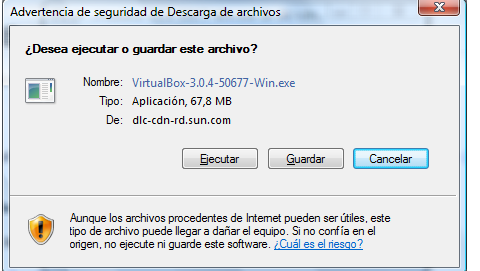 Advertencia de seguridad de Descarga de archivos
¿Desea ejecutar o guardar este archivo?
Nombre: VirtualBox-3.0.4-50677-Win.exe
Tipo: Aplicación, 67,8 MB
De: dlc-cdn-rd.sun.com
Ejecutar Guardar Cancelar
Aunque los archivos procedentes de Internet pueden ser útiles, este
tipo de archivo puede llegar a dañar el equipo. Si no confía en el
origen, no ejecute ni guarde este software. ¿Cuál es el riesgo?